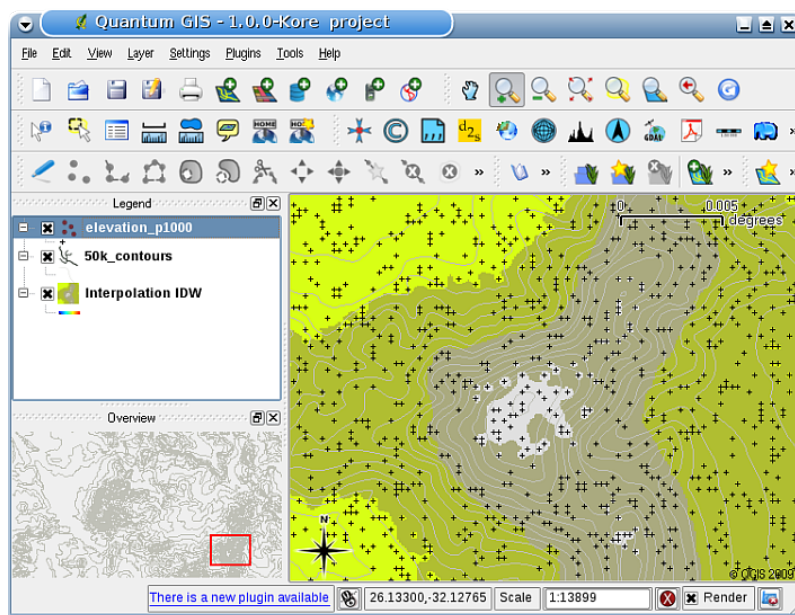 Quantum GIS - 1.0.0-Kore project
File Edit View Layer Settings Plugins Tools Help
HOME HOME d2s GDAL
Legend
elevation_p1000
50k_contours
Interpolation IDW
Overview
0 0.005
degrees
N
© QGIS 2009
There is a new plugin available 26.13300,-32.12765 Scale 1:13899 Render